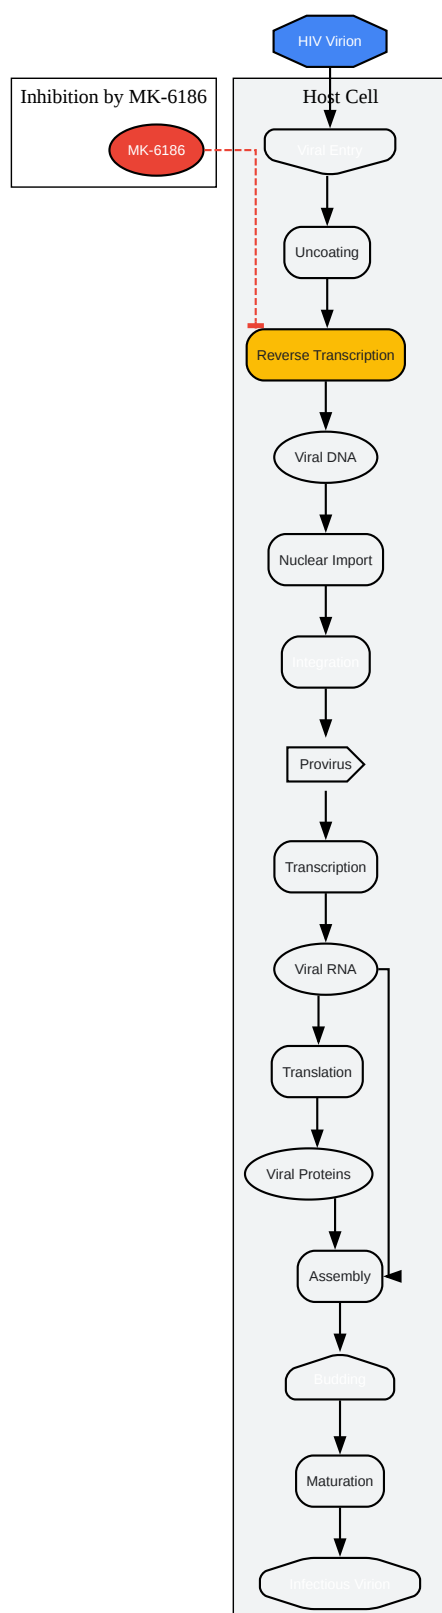 HIV Virion
Inhibition by MK-6186
Host Cell
MK-6186
Viral Entry
Uncoating
Reverse Transcription
Viral DNA
Nuclear Import
Integration
Provirus
Transcription
Viral RNA
Translation
Viral Proteins
Assembly
Budding
Maturation
Infectious Virion